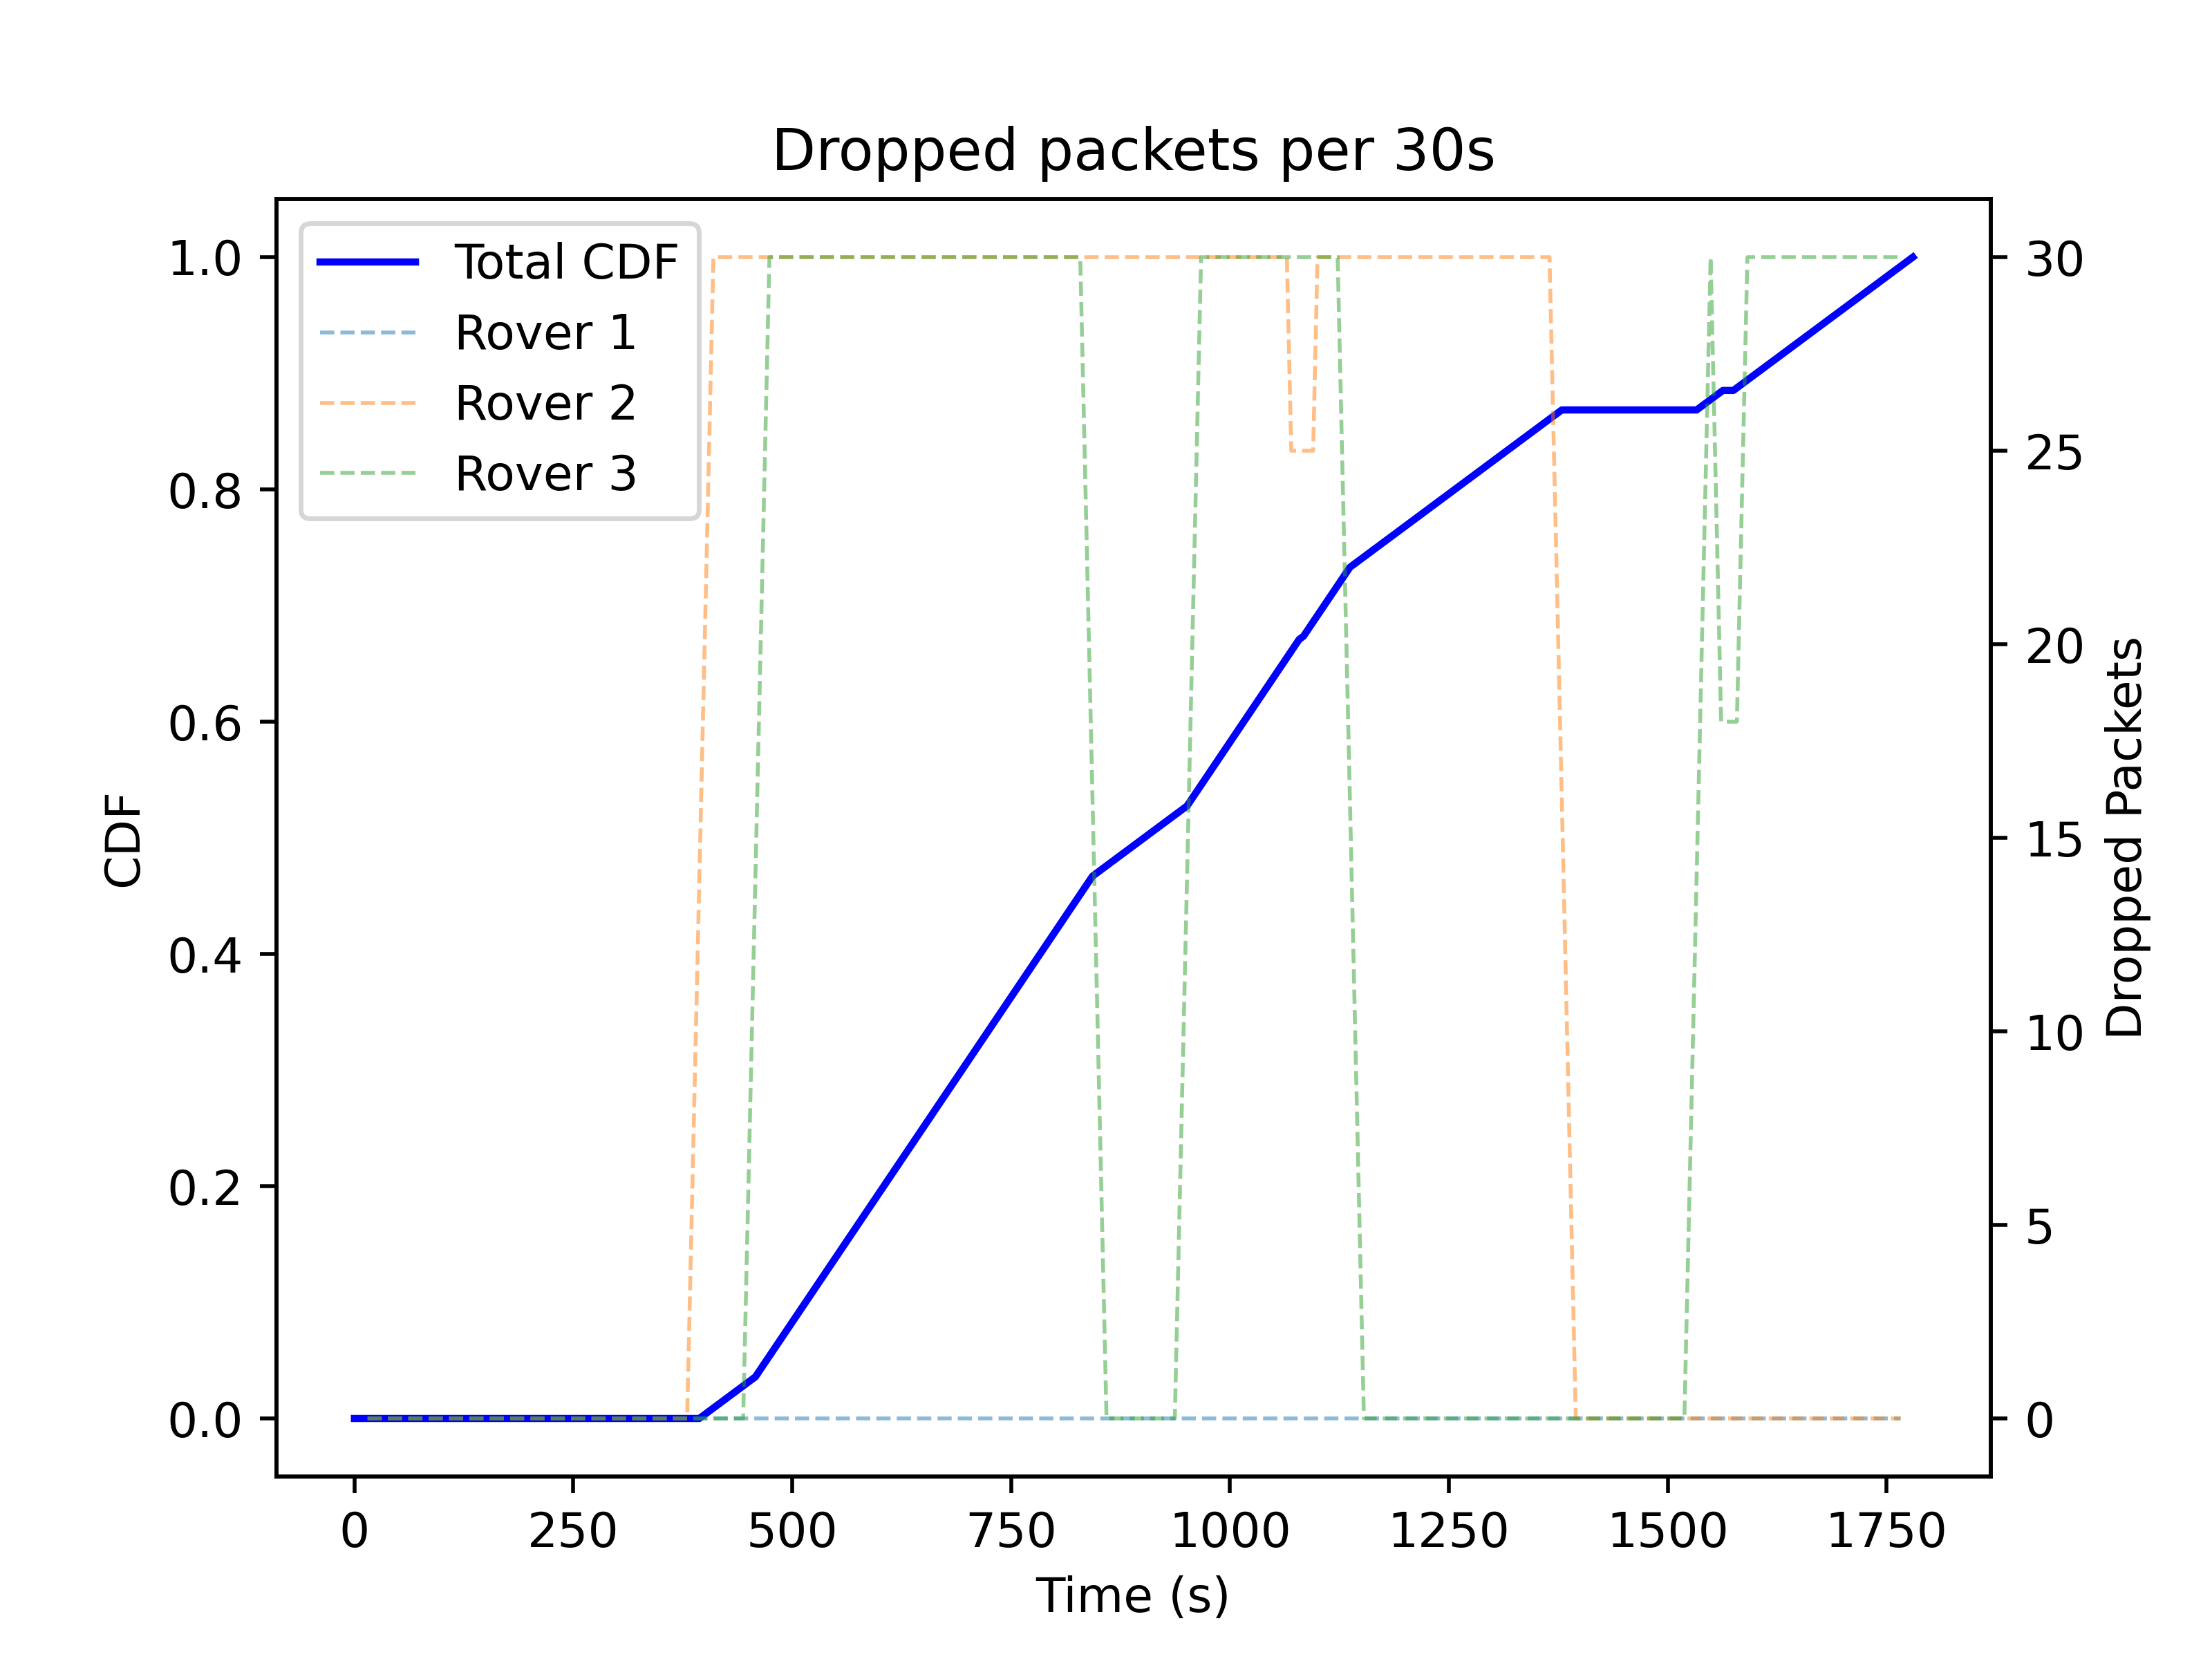 Dropped packets per 30s
Total CDF
Rover 1
Rover 2
Rover 3
1.0
0.8
0.6
0.4
0.2
0.0
CDF
30
25
20
15
10
5
0
Dropped Packets
0 250 500 750 1000 1250 1500 1750
Time (s)